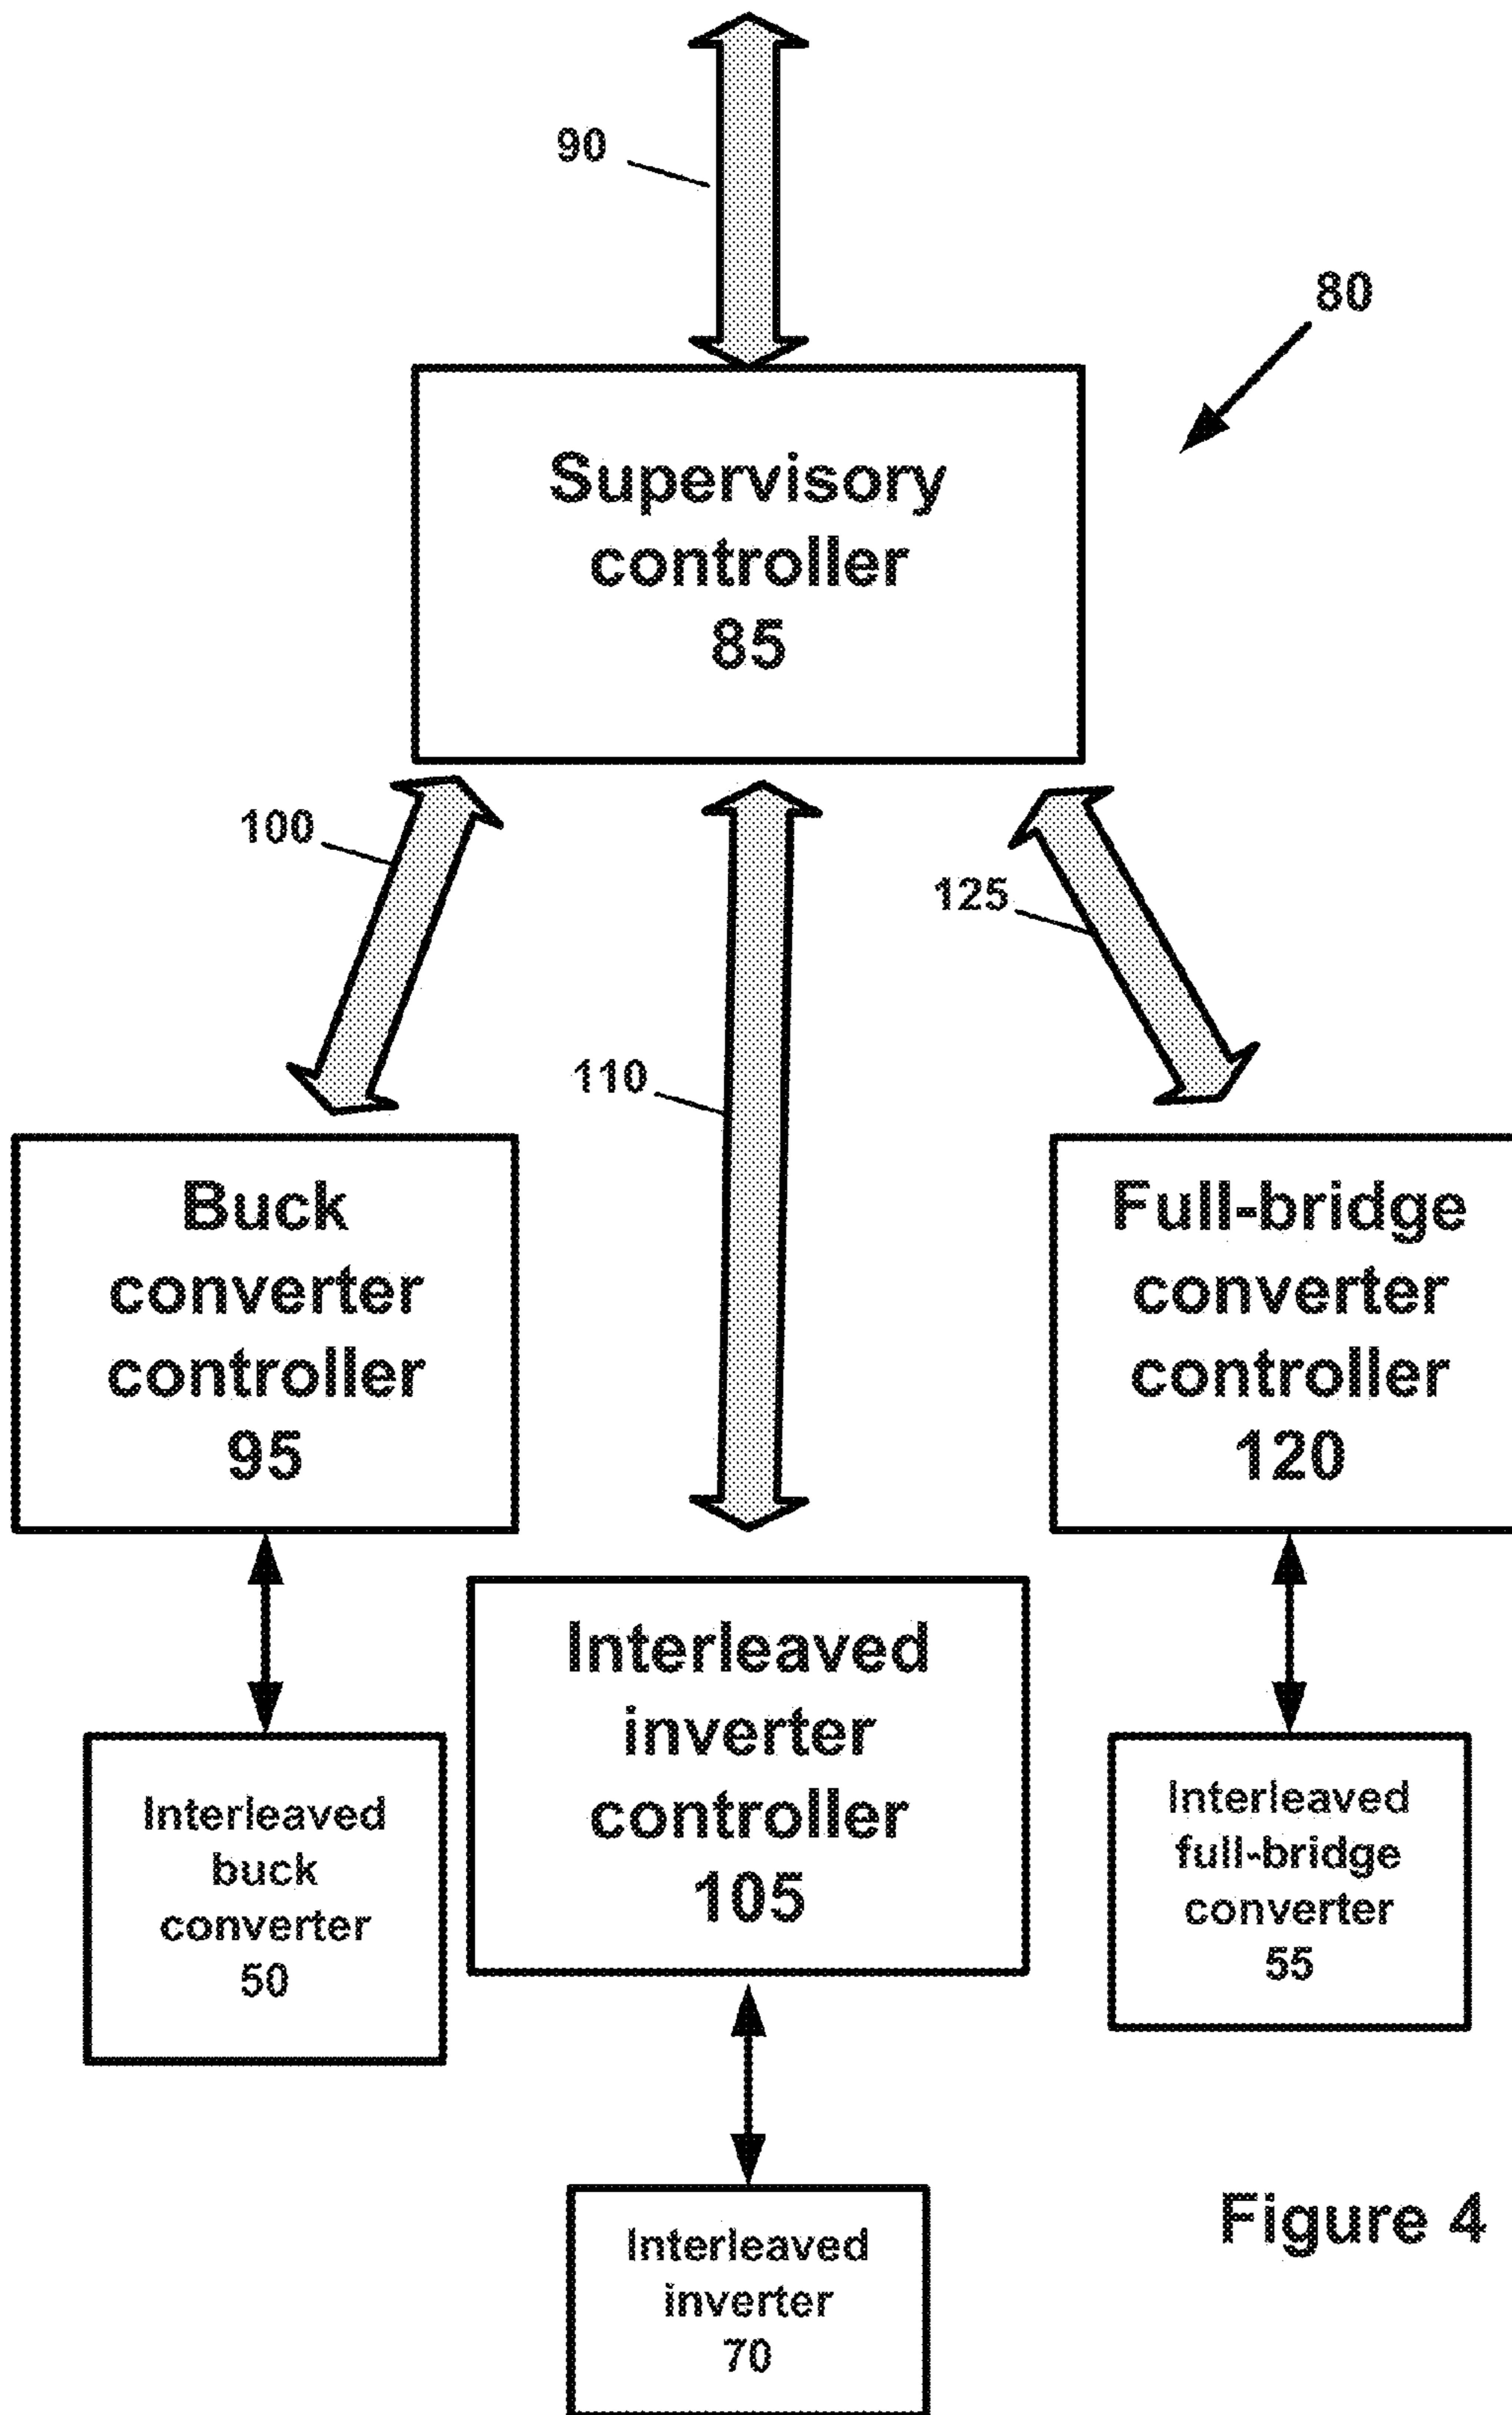 90
80
Supervisory
controller
85
100
125
110
Buck
converter
controller
95
Full-bridge
converter
controller
120
Interleaved
inverter
controller
105
Interleaved
buck
converter
50
Interleaved
full-bridge
converter
55
Interleaved
inverter
70
Figure 4